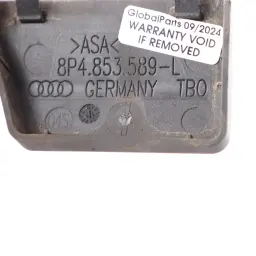 GlobalParts 09/2024
WARRANTY VOID
IF REMOVED
>ASA<
8P4.853.589-L
GERMANY TBO